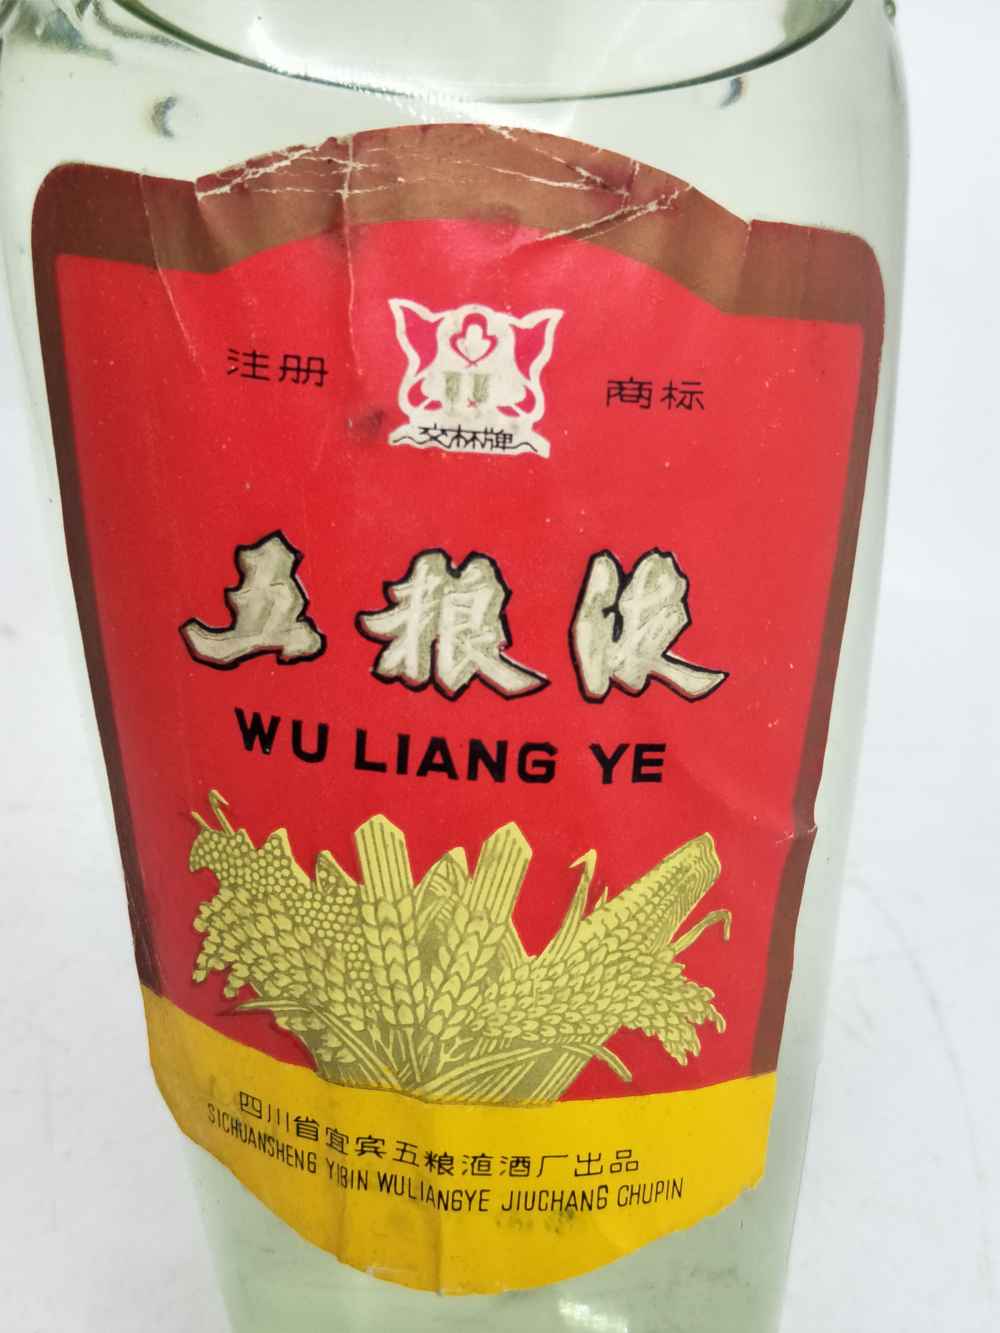 注册 商标
交杯牌
五粮液
WU LIANG YE
四川省宜宾五粮液酒厂出品
SICHUANSHENG YIBIN WULIANGYE JIUCHANG CHUPIN